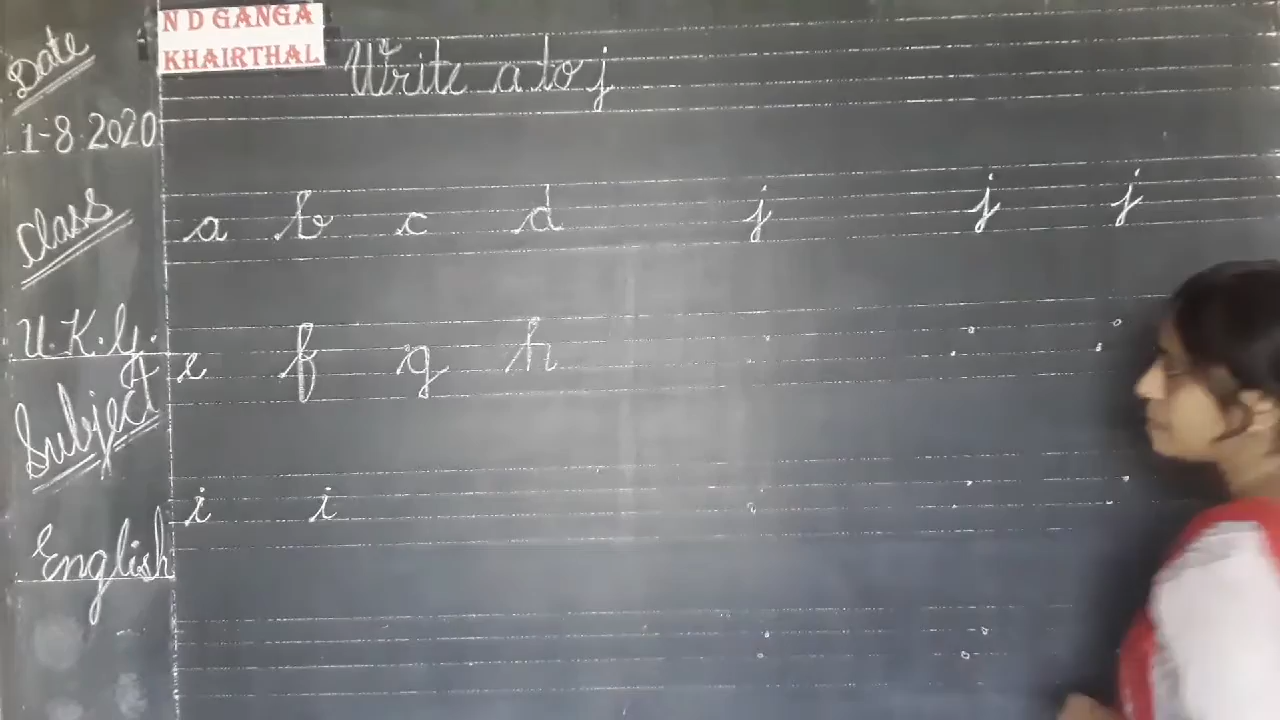 N D GANGA
KHAIRTHAL
Write a to j
Date
1-8.2020
Class
U.K.G.
A
Subject
English
a b c d j j j
e f g h
i i